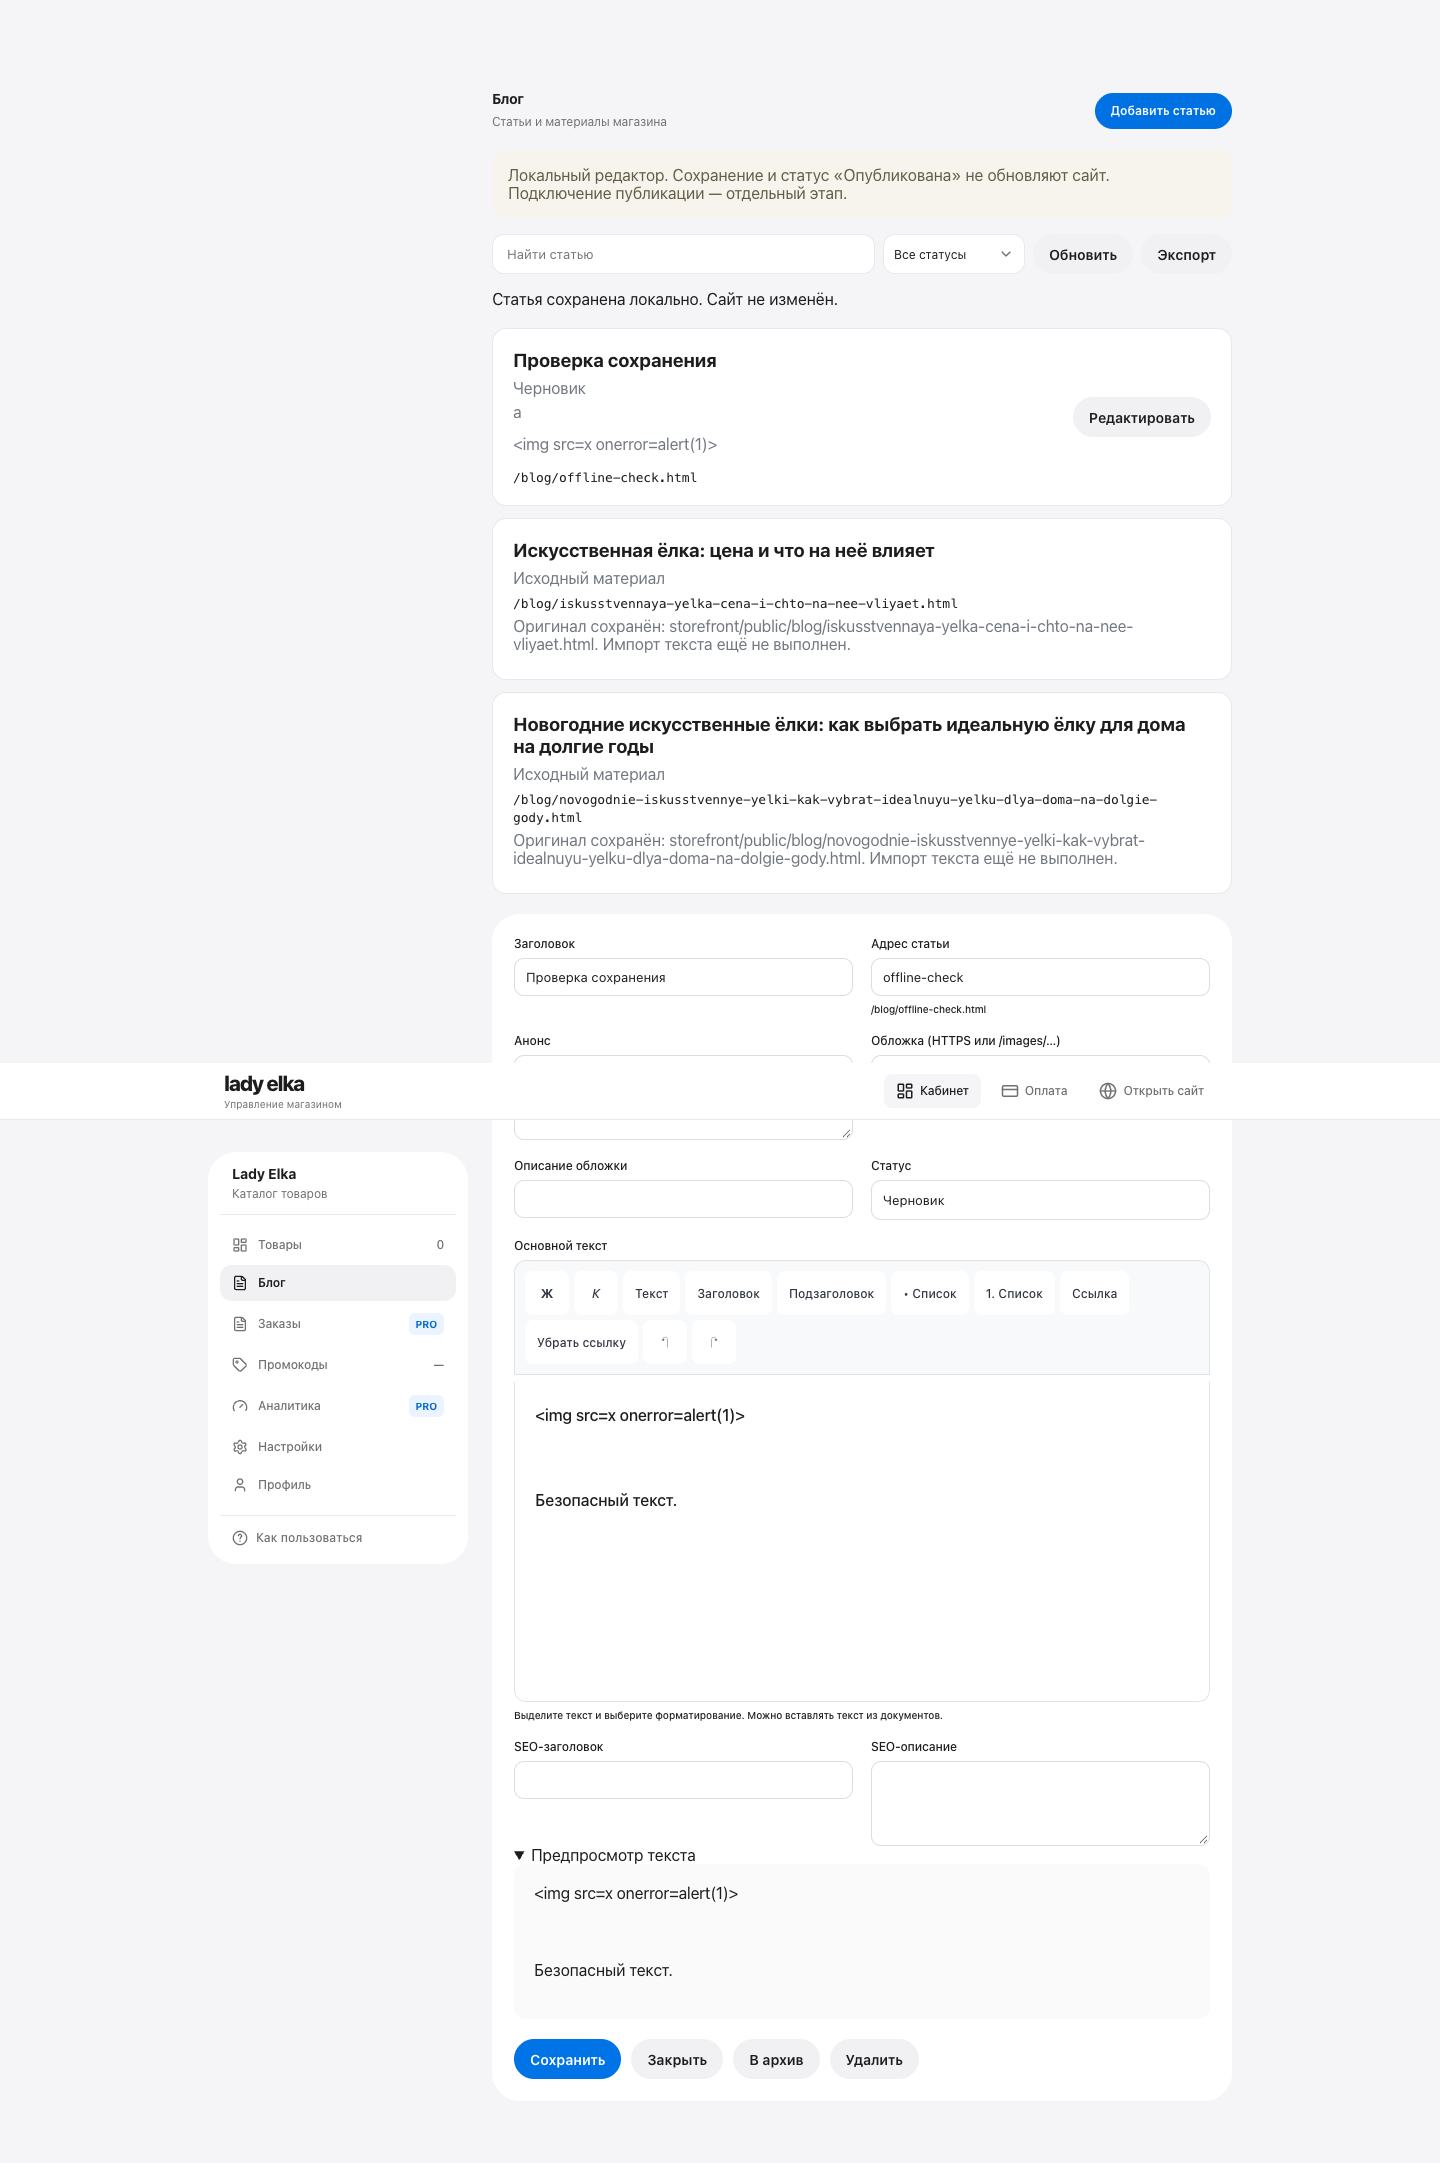 Блог
Статьи и материалы магазина
Добавить статью
Локальный редактор. Сохранение и статус «Опубликована» не обновляют сайт.
Подключение публикации — отдельный этап.
Найти статью
Все статусы
Обновить
Экспорт
Статья сохранена локально. Сайт не изменён.
Проверка сохранения
Черновик
а
<img src=x onerror=alert(1)>
/blog/offline-check.html
Редактировать
Искусственная ёлка: цена и что на неё влияет
Исходный материал
/blog/iskusstvennaya-yelka-cena-i-chto-na-nee-vliyaet.html
Оригинал сохранён: storefront/public/blog/iskusstvennaya-yelka-cena-i-chto-na-nee-
vliyaet.html. Импорт текста ещё не выполнен.
Новогодние искусственные ёлки: как выбрать идеальную ёлку для дома
на долгие годы
Исходный материал
/blog/novogodnie-iskusstvennye-yelki-kak-vybrat-idealnuyu-yelku-dlya-doma-na-dolgie-
gody.html
Оригинал сохранён: storefront/public/blog/novogodnie-iskusstvennye-yelki-kak-vybrat-
idealnuyu-yelku-dlya-doma-na-dolgie-gody.html. Импорт текста ещё не выполнен.
Заголовок
Проверка сохранения
Адрес статьи
offline-check
/blog/offline-check.html
Анонс
Обложка (HTTPS или /images/...)
lady elka
Управление магазином
Кабинет
Оплата
Открыть сайт
Lady Elka
Каталог товаров
Товары 0
Блог
Заказы PRO
Промокоды —
Аналитика PRO
Настройки
Профиль
Как пользоваться
Описание обложки
Статус
Черновик
Основной текст
Ж
К
Текст
Заголовок
Подзаголовок
• Список
1. Список
Ссылка
Убрать ссылку
<img src=x onerror=alert(1)>
Безопасный текст.
Выделите текст и выберите форматирование. Можно вставлять текст из документов.
SEO-заголовок
SEO-описание
▼ Предпросмотр текста
<img src=x onerror=alert(1)>
Безопасный текст.
Сохранить
Закрыть
В архив
Удалить